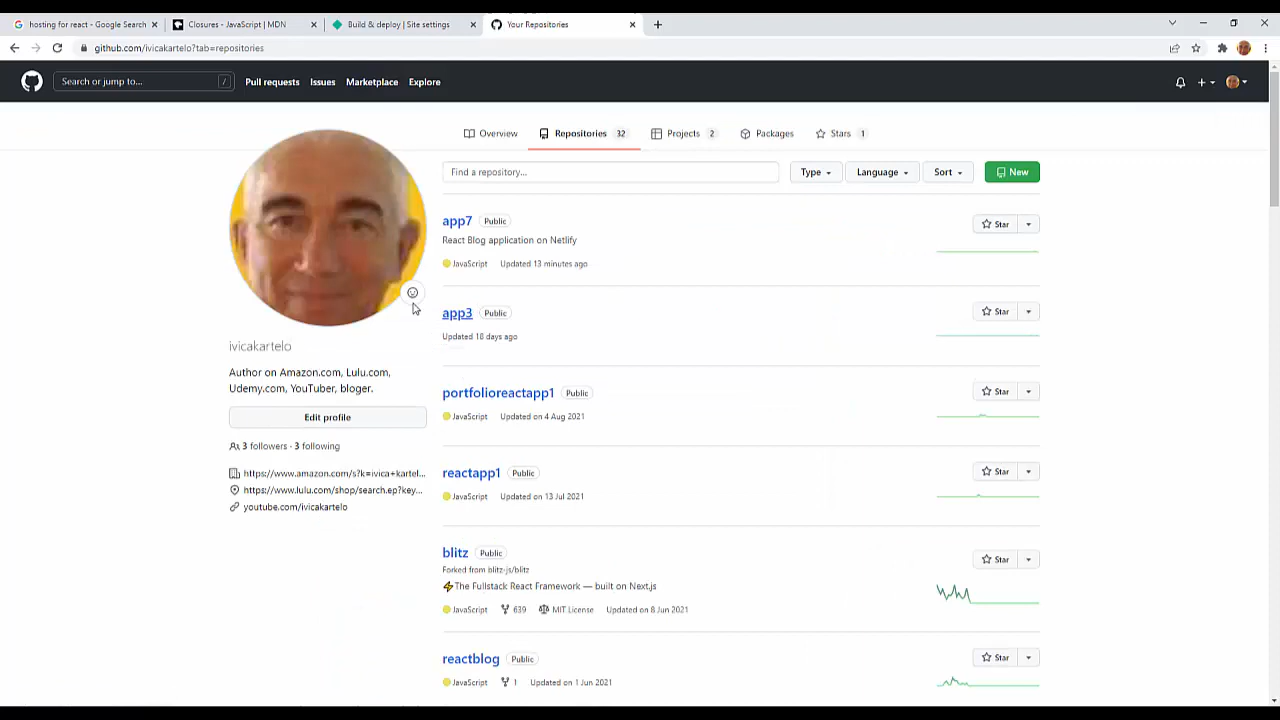 hosting for react - Google Search
Closures - JavaScript | MDN
Build & deploy | Site settings
Your Repositories
github.com/ivicakartelo?tab=repositories
Search or jump to...
/
Pull requests
Issues
Marketplace
Explore
Overview
Repositories 32
Projects 2
Packages
Stars 1
Find a repository...
Type
Language
Sort
New
ivicakartelo
Author on Amazon.com, Lulu.com,
Udemy.com, YouTuber, bloger.
Edit profile
3 followers · 3 following
https://www.amazon.com/s?k=ivica+kartel...
https://www.lulu.com/shop/search.ep?key...
youtube.com/ivicakartelo
app7 Public
Star
React Blog application on Netlify
JavaScript Updated 13 minutes ago
app3 Public
Star
Updated 18 days ago
portfolioreactapp1 Public
Star
JavaScript Updated on 4 Aug 2021
reactapp1 Public
Star
JavaScript Updated on 13 Jul 2021
blitz Public
Star
Forked from blitz-js/blitz
⚡The Fullstack React Framework — built on Next.js
JavaScript 639 MIT License Updated on 8 Jun 2021
reactblog Public
Star
JavaScript 1 Updated on 1 Jun 2021